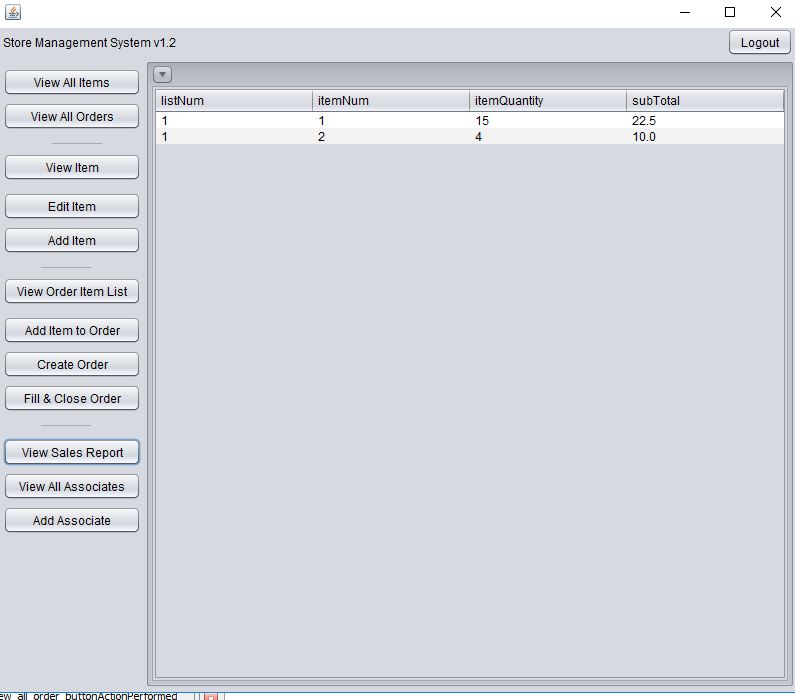 Store Management System v1.2
Logout
View All Items
View All Orders
View Item
Edit Item
Add Item
View Order Item List
Add Item to Order
Create Order
Fill & Close Order
View Sales Report
View All Associates
Add Associate
listNum itemNum itemQuantity subTotal
1 1 15 22.5
1 2 4 10.0
ew_all_order_buttonActionPerformed